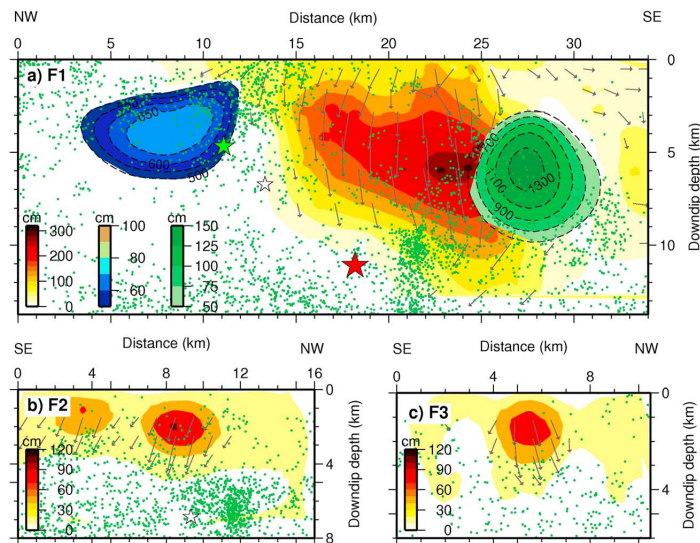 NW Distance (km) SE
0 5 10 15 20 25 30
a) F1
0
5
10
Downdip depth (km)
650
600
500
1300
900
cm
300
200
100
0
cm
100
80
60
cm
150
125
100
75
50
SE Distance (km) NW
0 4 8 12 16
b) F2
0
4
8
Downdip depth (km)
cm
120
90
60
30
0
SE Distance (km) NW
0 4 8
c) F3
0
2
4
6
Downdip depth (km)
cm
120
90
60
30
0